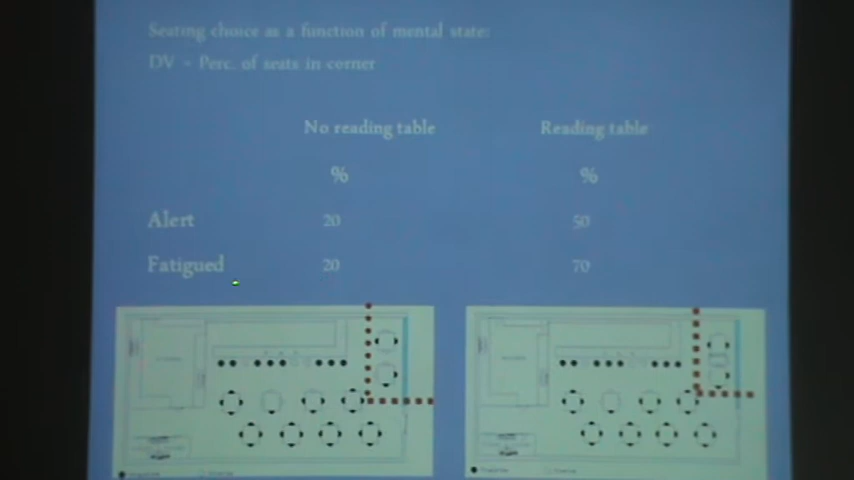 Seating choice as a function of mental state:
DV = Perc. of seats in corner
No reading table
Reading table
%
%
Alert
20
50
Fatigued
20
70